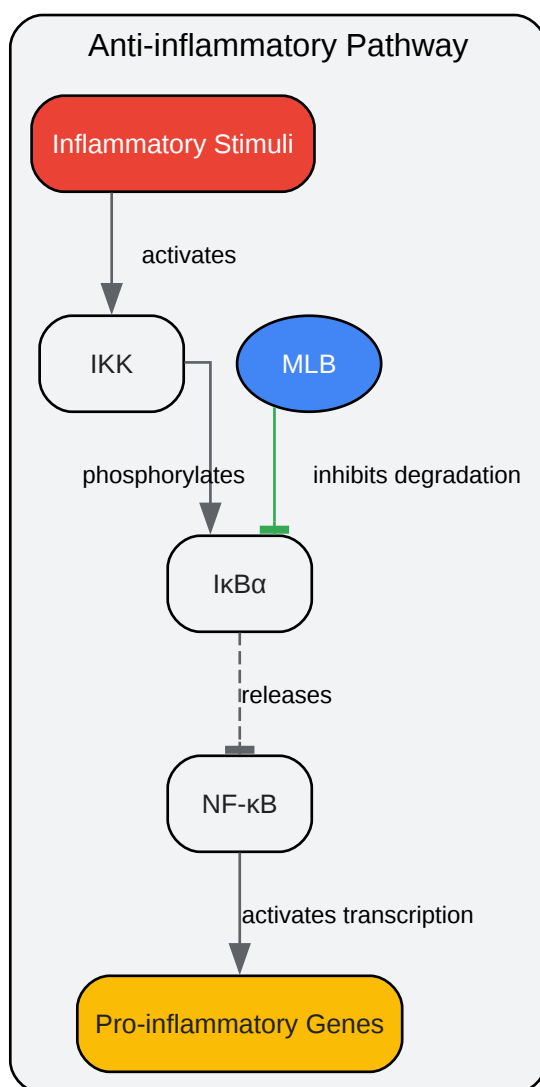 Anti-inflammatory Pathway
Inflammatory Stimuli
activates
IKK
MLB
phosphorylates
inhibits degradation
IκBα
releases
NF-κB
activates transcription
Pro-inflammatory Genes